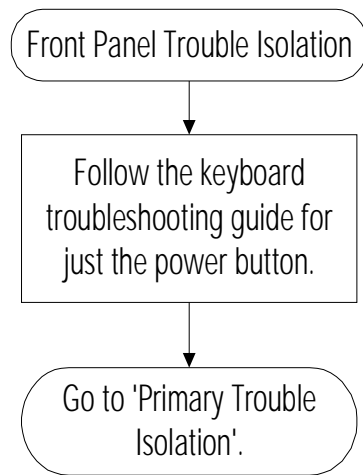 Front Panel Trouble Isolation
Follow the keyboard
troubleshooting guide for
just the power button.
Go to 'Primary Trouble
Isolation'.